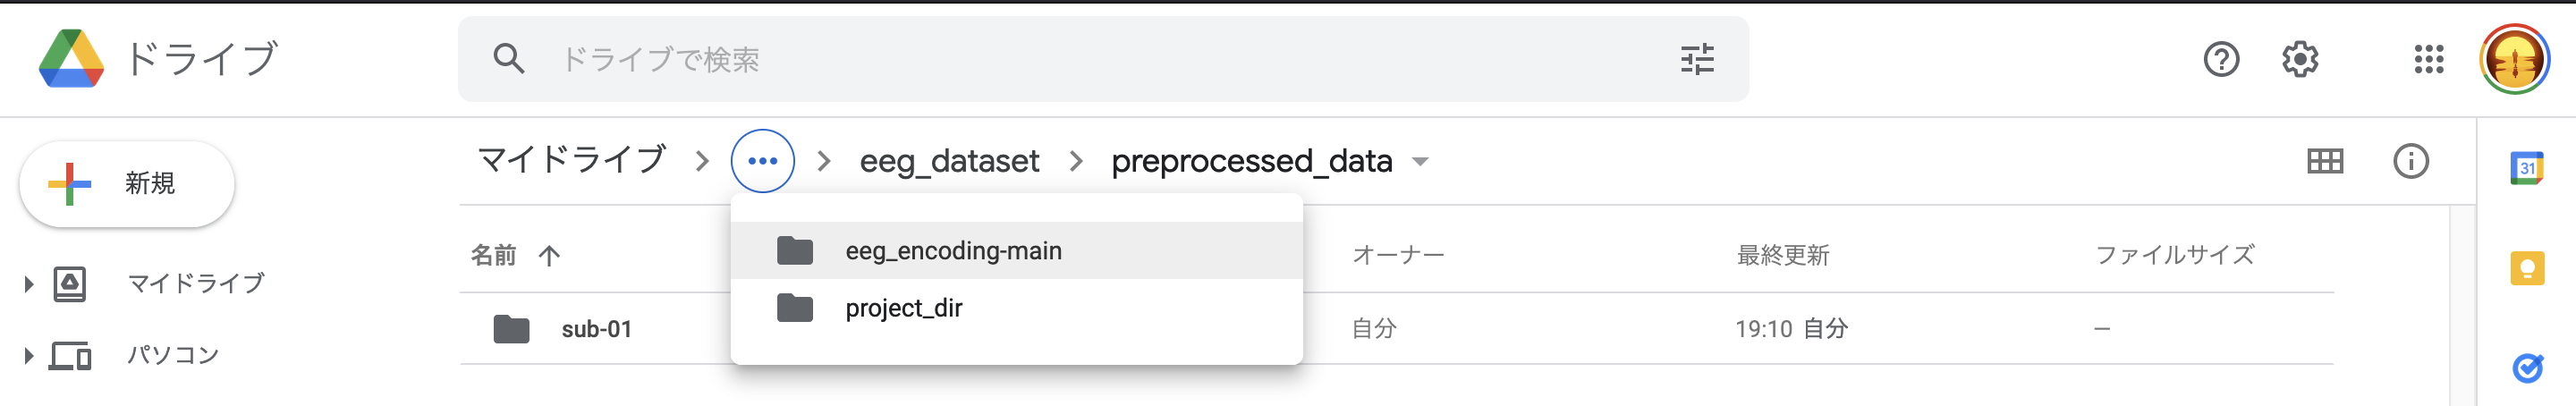 ドライブ
ドライブで検索
新規
マイドライブ
パソコン
マイドライブ eeg_dataset preprocessed_data
eeg_encoding-main
project_dir
名前 オーナー 最終更新 ファイルサイズ
sub-01 自分 19:10 自分 —
31